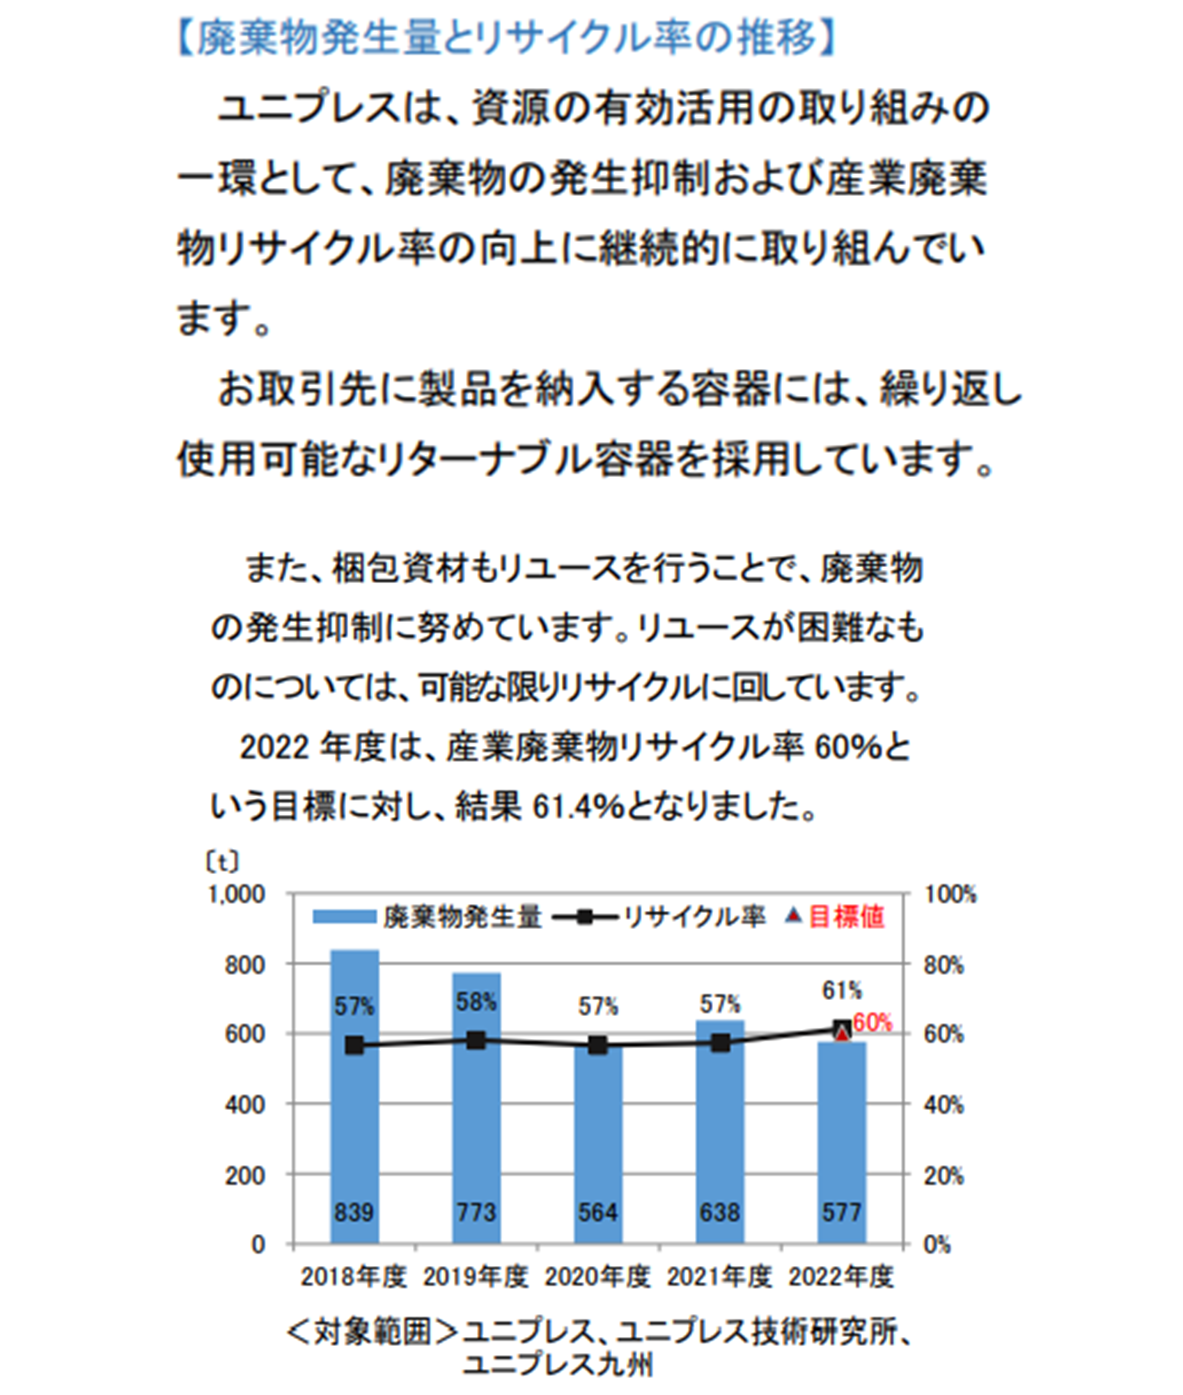 【廃棄物発生量とリサイクル率の推移】
ユニプレスは、資源の有効活用の取り組みの
一環として、廃棄物の発生抑制および産業廃棄
物リサイクル率の向上に継続的に取り組んでい
ます。
お取引先に製品を納入する容器には、繰り返し
使用可能なリターナブル容器を採用しています。
また、梱包資材もリユースを行うことで、廃棄物
の発生抑制に努めています。リユースが困難なも
のについては、可能な限りリサイクルに回しています。
2022 年度は、産業廃棄物リサイクル率 60%と
いう目標に対し、結果 61.4%となりました。
〔t〕
1,000 100%
廃棄物発生量 リサイクル率 目標値
800 80%
57% 58% 57% 57% 61%
60%
600 60%
400 40%
200 20%
839 773 564 638 577
0 0%
2018年度 2019年度 2020年度 2021年度 2022年度
＜対象範囲＞ユニプレス、ユニプレス技術研究所、
ユニプレス九州